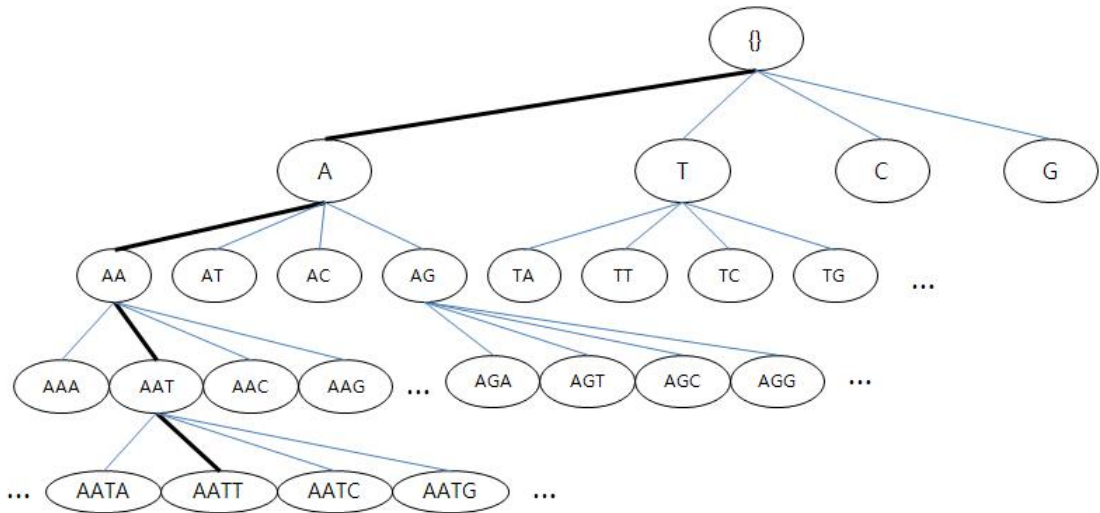 {}
A T C G
AA AT AC AG TA TT TC TG ...
AAA AAT AAC AAG ... AGA AGT AGC AGG ...
... AATA AATT AATC AATG ...